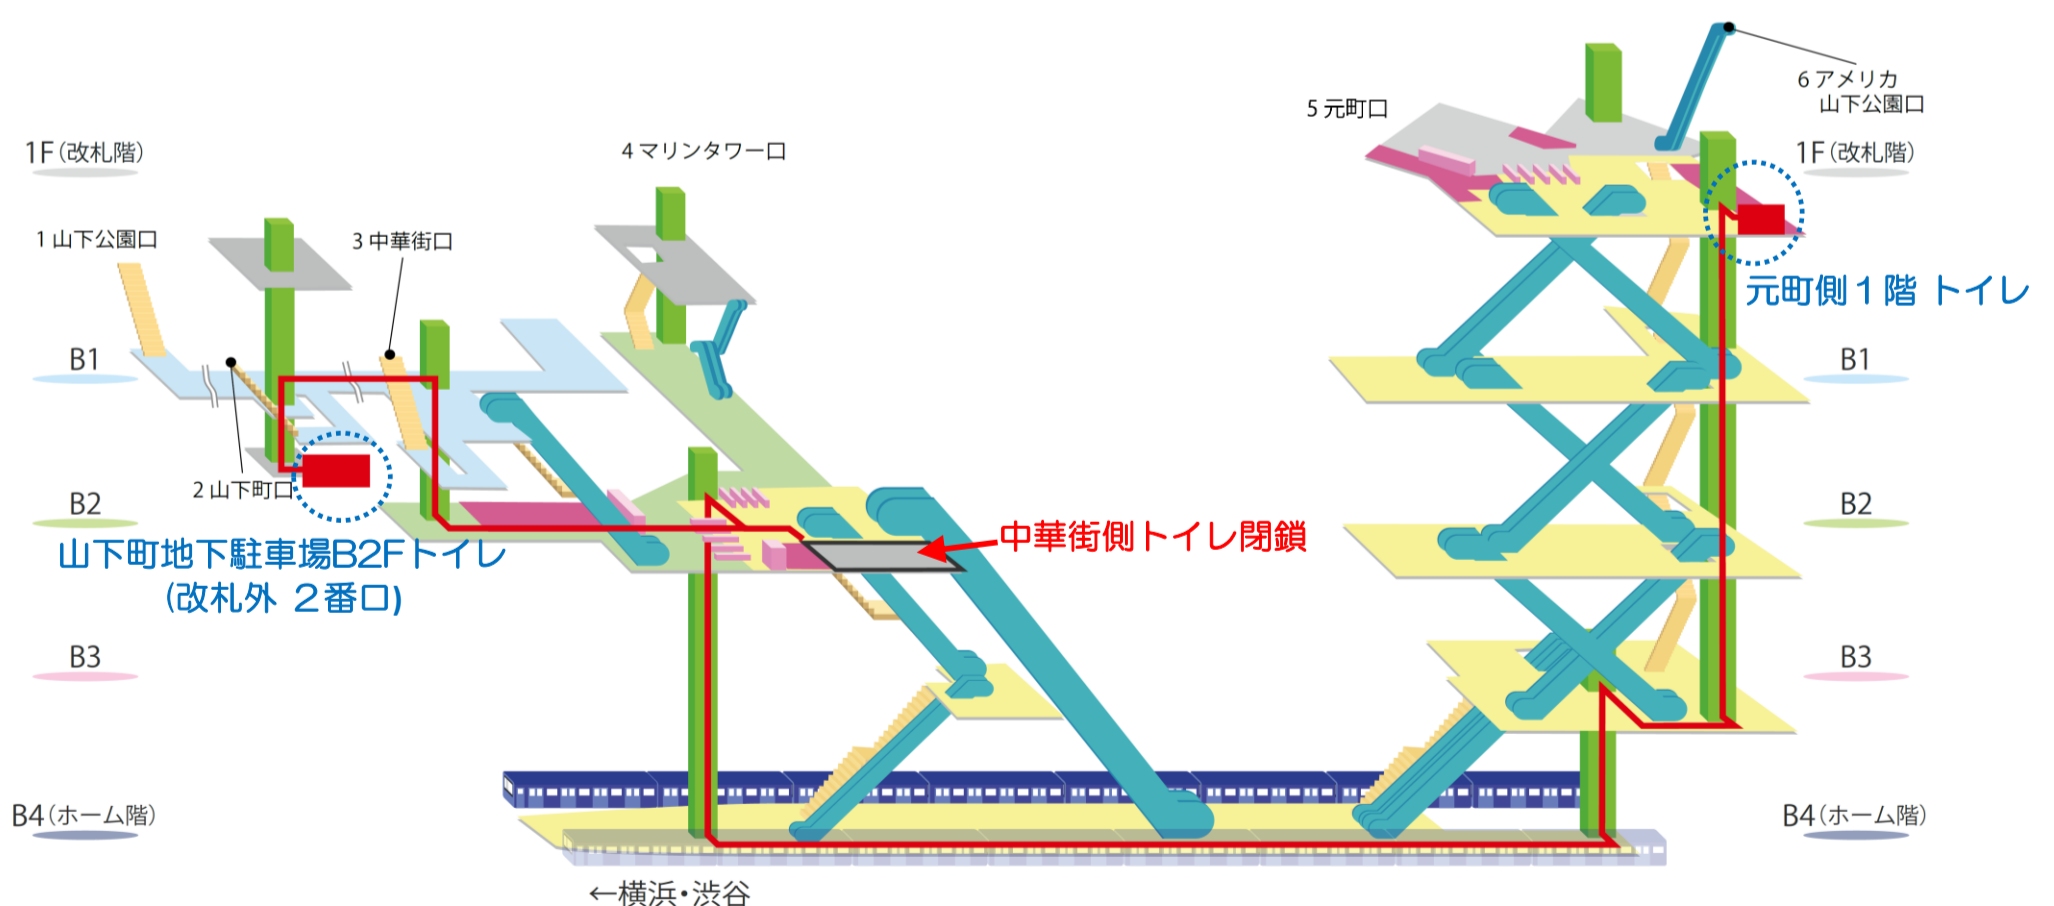 6 アメリカ
山下公園口
5 元町口
4 マリンタワー口
1F(改札階)
1F(改札階)
1 山下公園口
3 中華街口
元町側1階 トイレ
B1
B1
2 山下町口
B2
B2
中華街側トイレ閉鎖
山下町地下駐車場B2Fトイレ
(改札外 2番口)
B3
B3
B4(ホーム階)
B4(ホーム階)
←横浜・渋谷